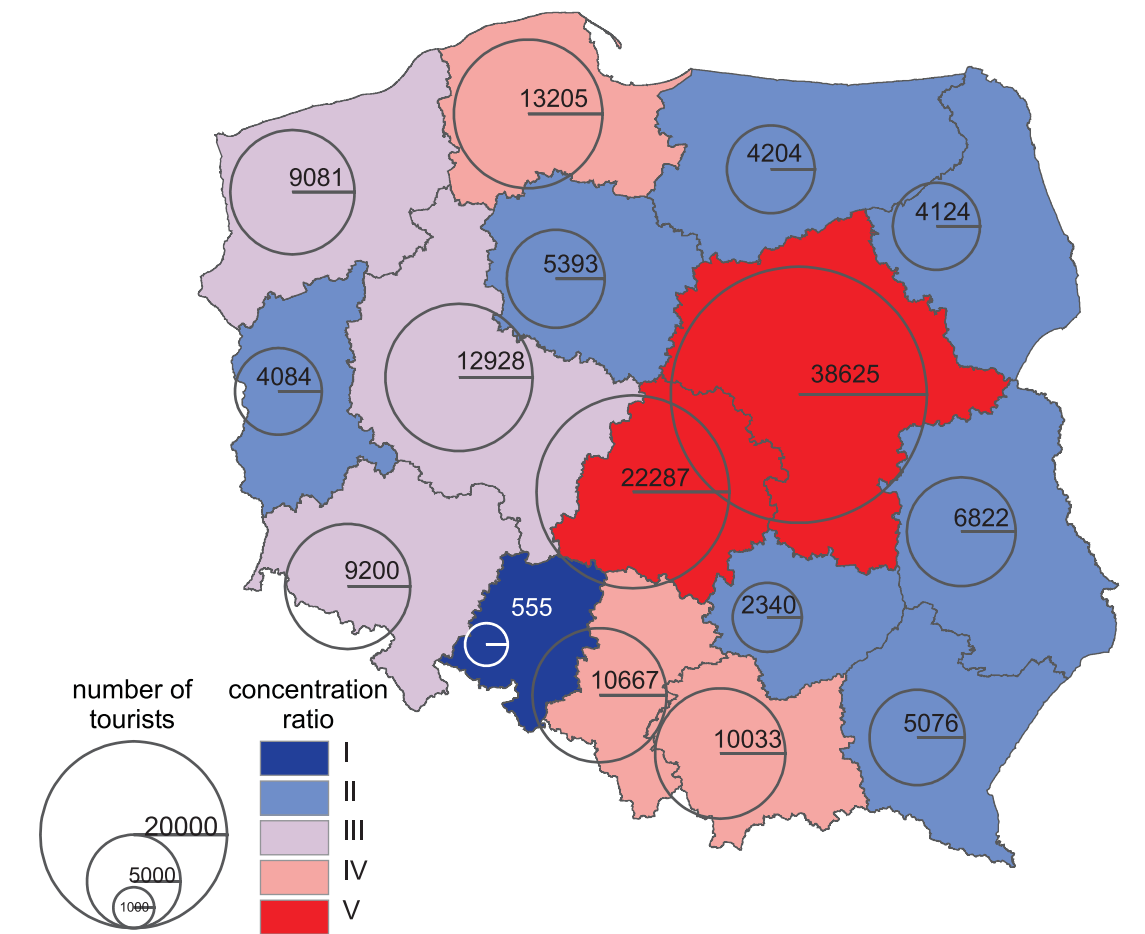 13205
4204
9081
4124
5393
12928
38625
4084
22287
6822
9200
555
2340
10667
10033
5076
number of
tourists
20000
5000
1000
concentration
ratio
I
II
III
IV
V